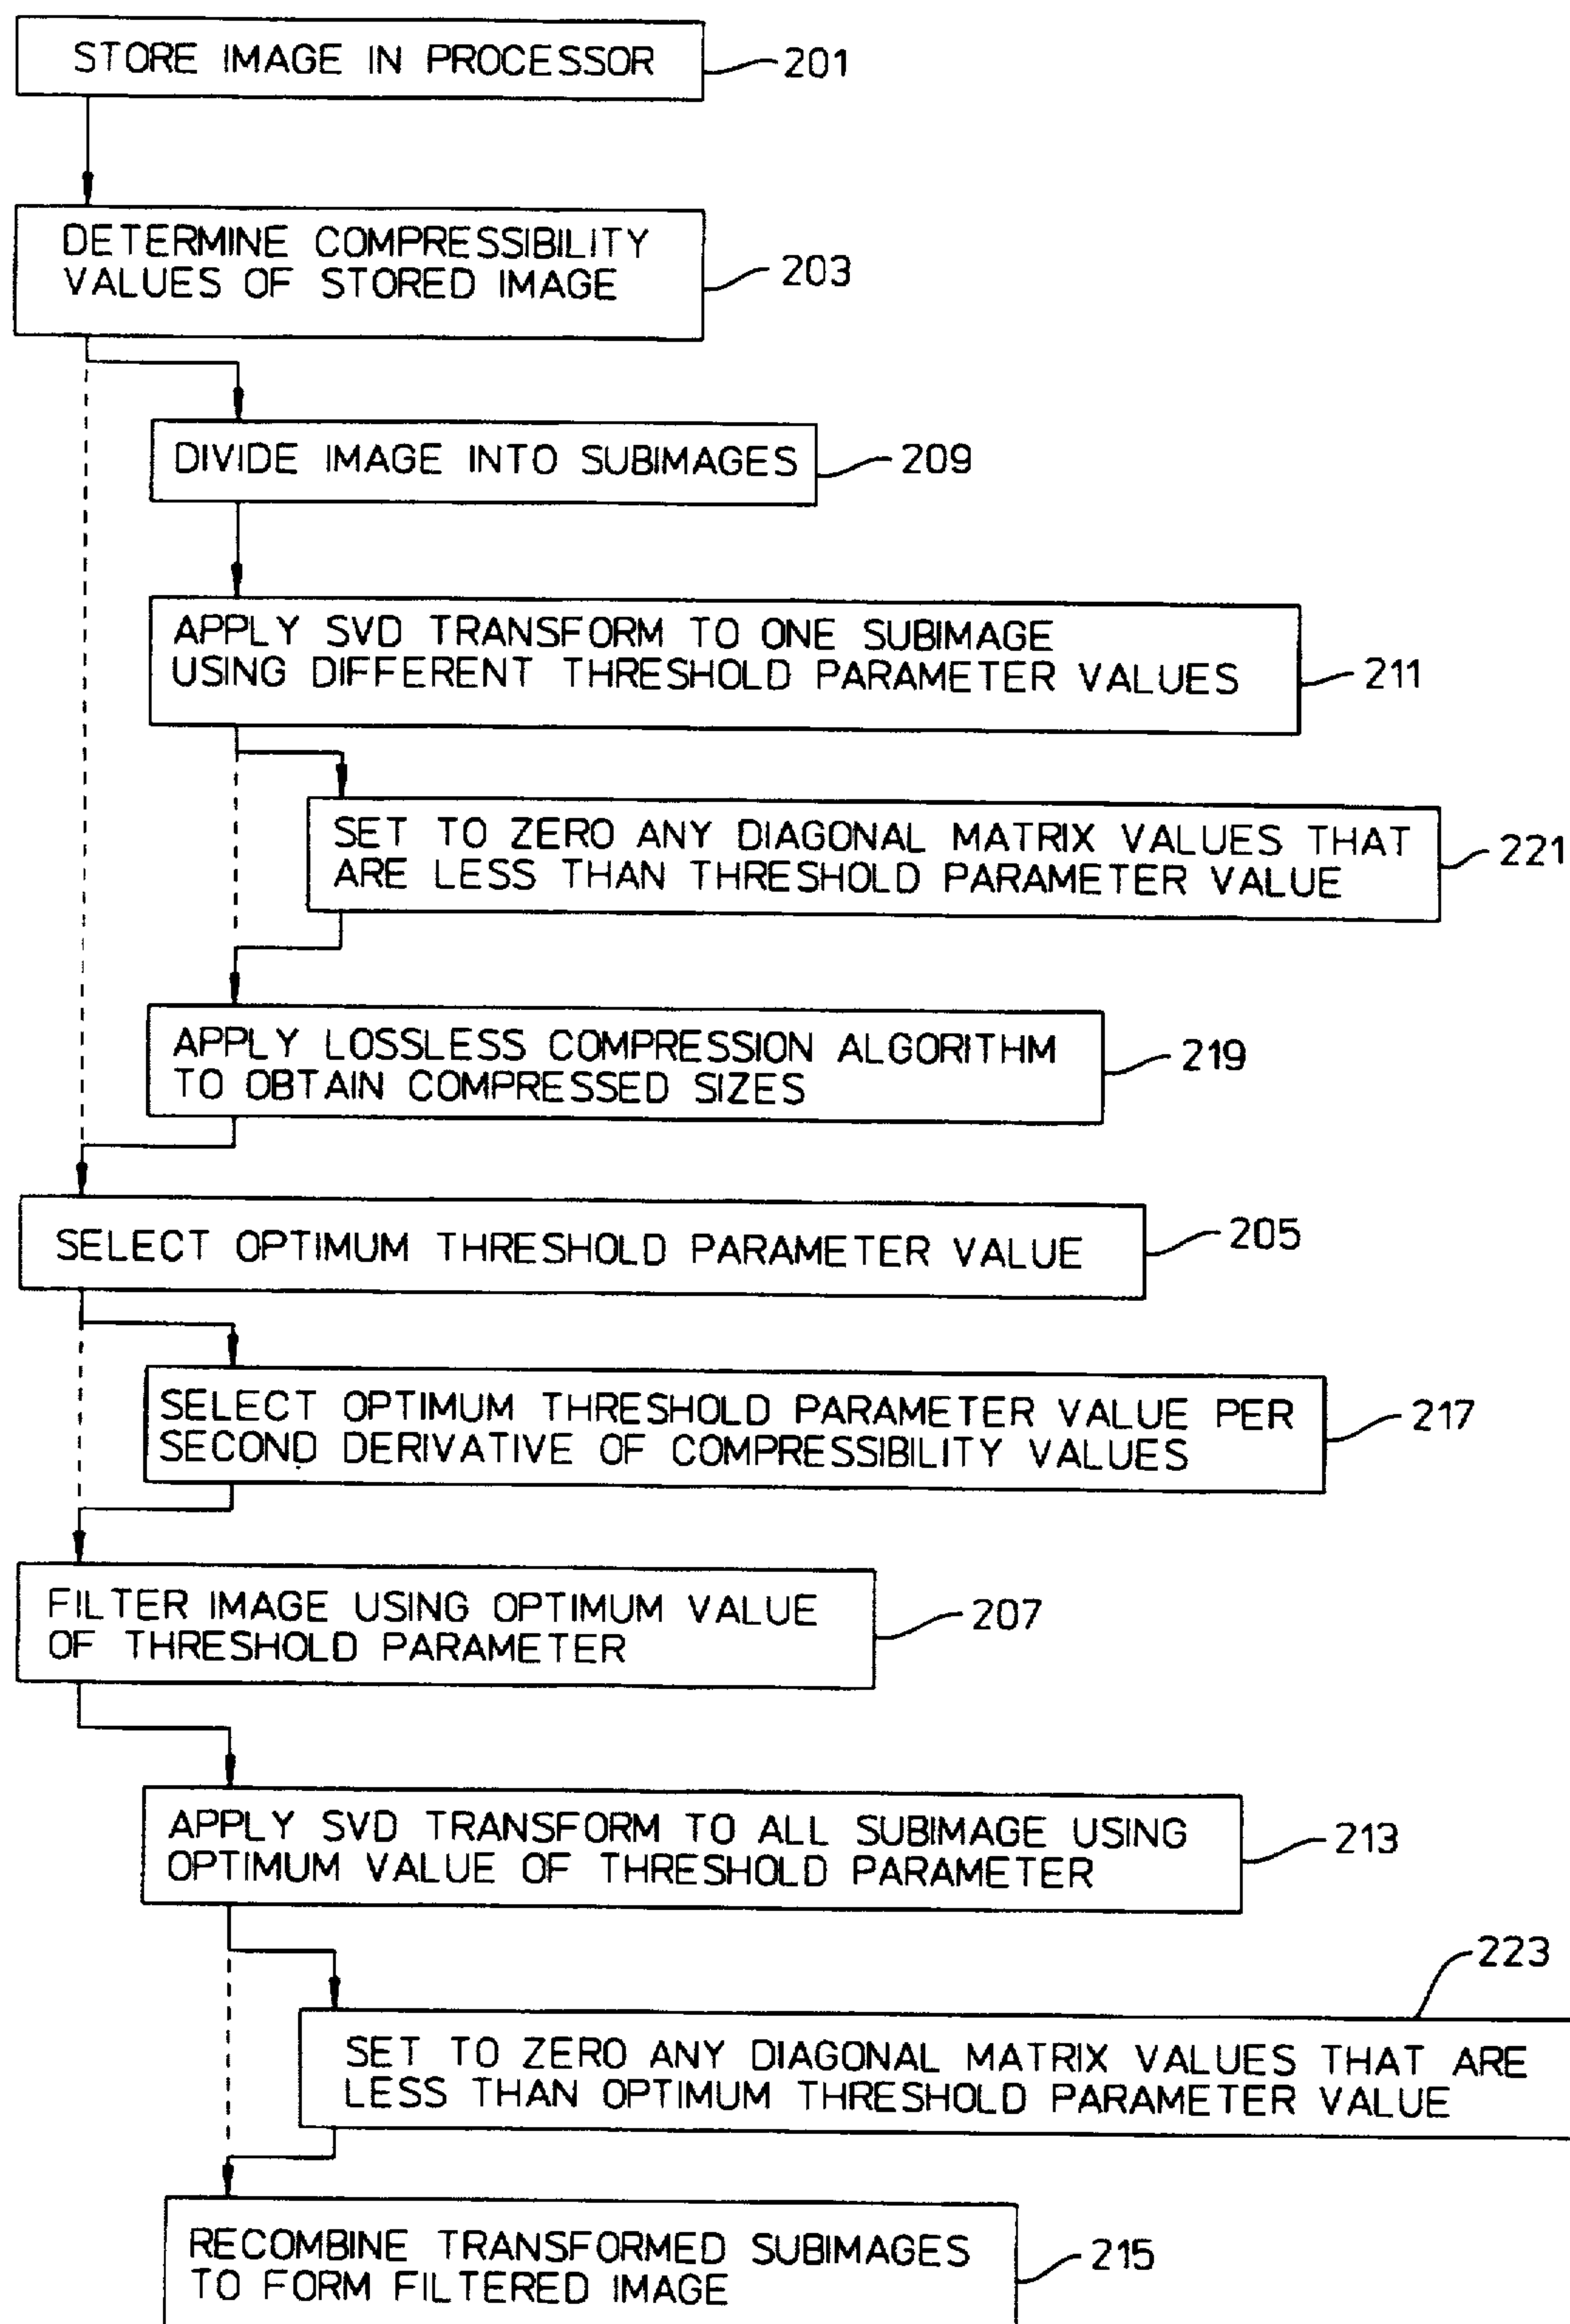 STORE IMAGE IN PROCESSOR
201
DETERMINE COMPRESSIBILITY
VALUES OF STORED IMAGE
203
DIVIDE IMAGE INTO SUBIMAGES
209
APPLY SVD TRANSFORM TO ONE SUBIMAGE
USING DIFFERENT THRESHOLD PARAMETER VALUES
211
SET TO ZERO ANY DIAGONAL MATRIX VALUES THAT
ARE LESS THAN THRESHOLD PARAMETER VALUE
221
APPLY LOSSLESS COMPRESSION ALGORITHM
TO OBTAIN COMPRESSED SIZES
219
SELECT OPTIMUM THRESHOLD PARAMETER VALUE
205
SELECT OPTIMUM THRESHOLD PARAMETER VALUE PER
SECOND DERIVATIVE OF COMPRESSIBILITY VALUES
217
FILTER IMAGE USING OPTIMUM VALUE
OF THRESHOLD PARAMETER
207
APPLY SVD TRANSFORM TO ALL SUBIMAGE USING
OPTIMUM VALUE OF THRESHOLD PARAMETER
213
223
SET TO ZERO ANY DIAGONAL MATRIX VALUES THAT ARE
LESS THAN OPTIMUM THRESHOLD PARAMETER VALUE
RECOMBINE TRANSFORMED SUBIMAGES
TO FORM FILTERED IMAGE
215